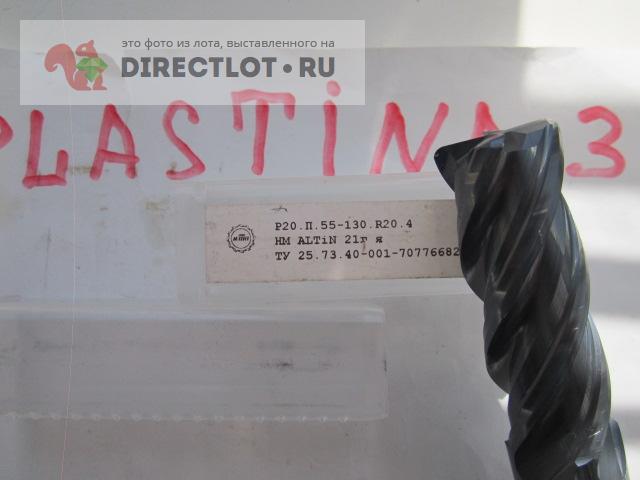 это фото из лота, выставленного на
DIRECTLOT.RU
PLASTINA 3
Р20.П.55-130.R20.4
HM ALTiN 21г я
ТУ 25.73.40-001-70776682